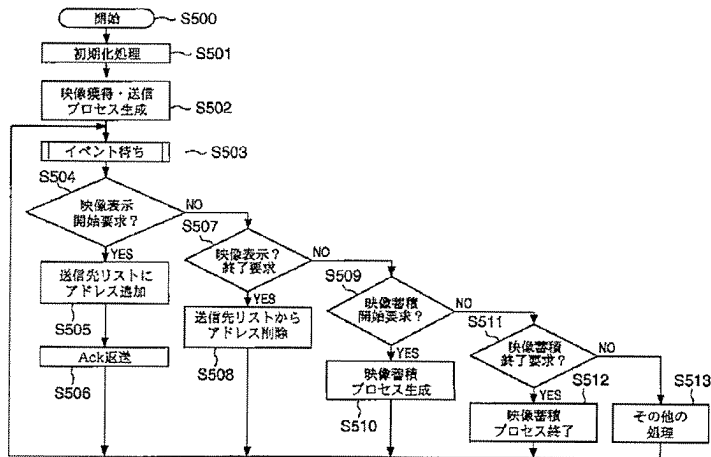 開始
S500
初期化処理
S501
映像獲得・送信
プロセス生成
S502
イベント待ち
S503
S504
映像表示
開始要求？
NO
YES
送信先リストに
アドレス追加
S505
Ack返送
S506
S507
映像表示？
終了要求
NO
YES
送信先リストから
アドレス削除
S508
S509
映像蓄積
開始要求？
NO
YES
映像蓄積
プロセス生成
S510
S511
映像蓄積
終了要求？
NO
YES
S512
映像蓄積
プロセス終了
S513
その他の
処理